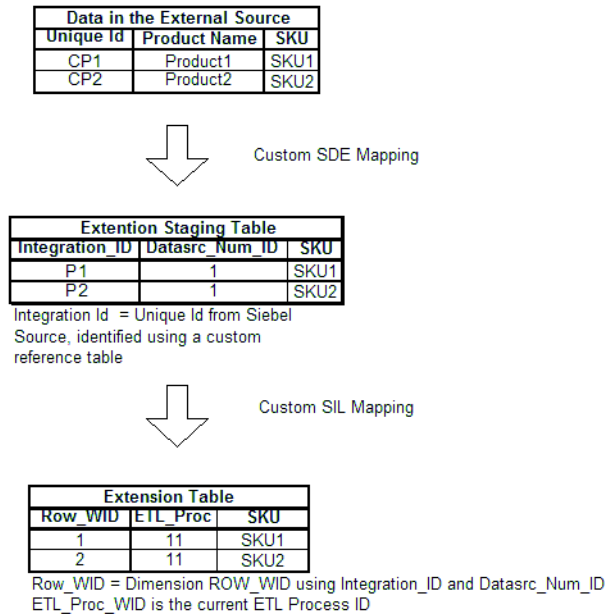 Data in the External Source
Unique Id Product Name SKU
CP1 Product1 SKU1
CP2 Product2 SKU2
Custom SDE Mapping
Extention Staging Table
Integration_ID Datasrc_Num_ID SKU
P1 1 SKU1
P2 1 SKU2
Integration Id = Unique Id from Siebel
Source, identified using a custom
reference table
Custom SIL Mapping
Extension Table
Row_WID ETL_Proc SKU
1 11 SKU1
2 11 SKU2
Row_WID = Dimension ROW_WID using Integration_ID and Datasrc_Num_ID
ETL_Proc_WID is the current ETL Process ID